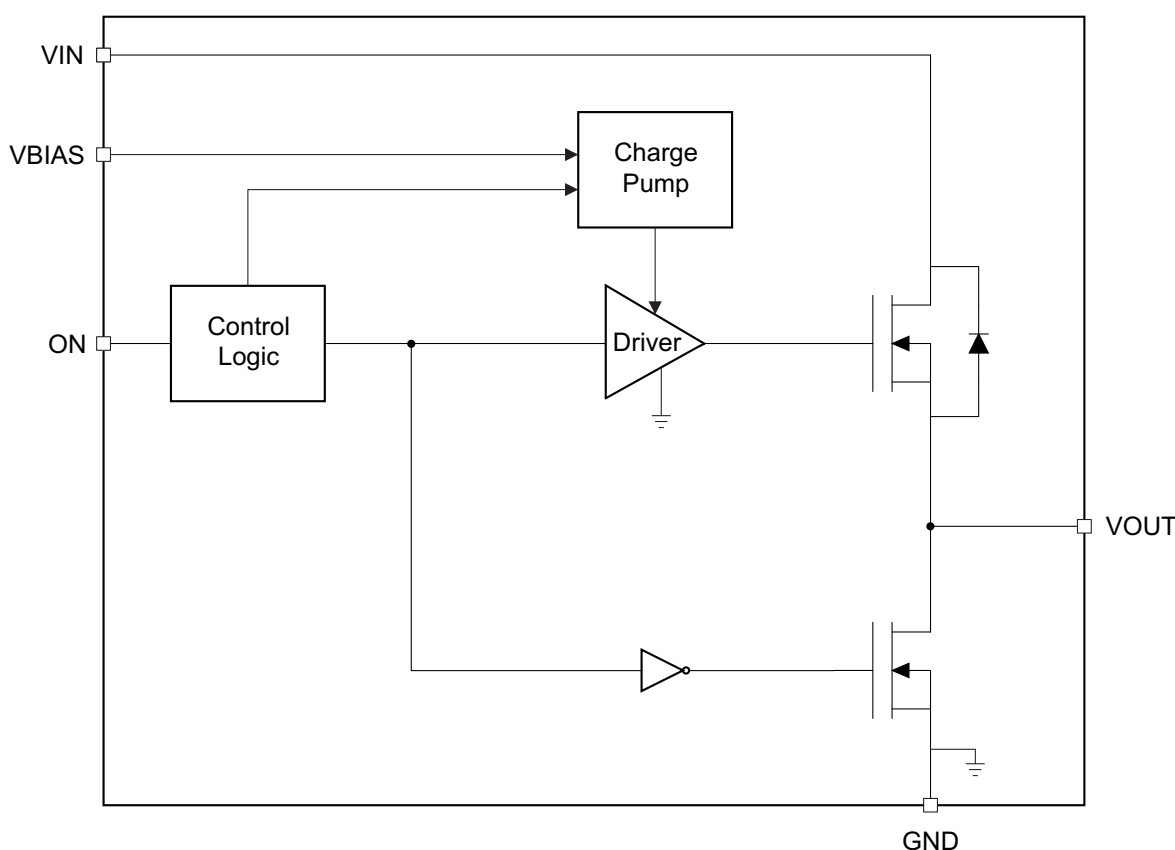 VIN
VBIAS
Charge
Pump
Control
Logic
ON
Driver
VOUT
GND